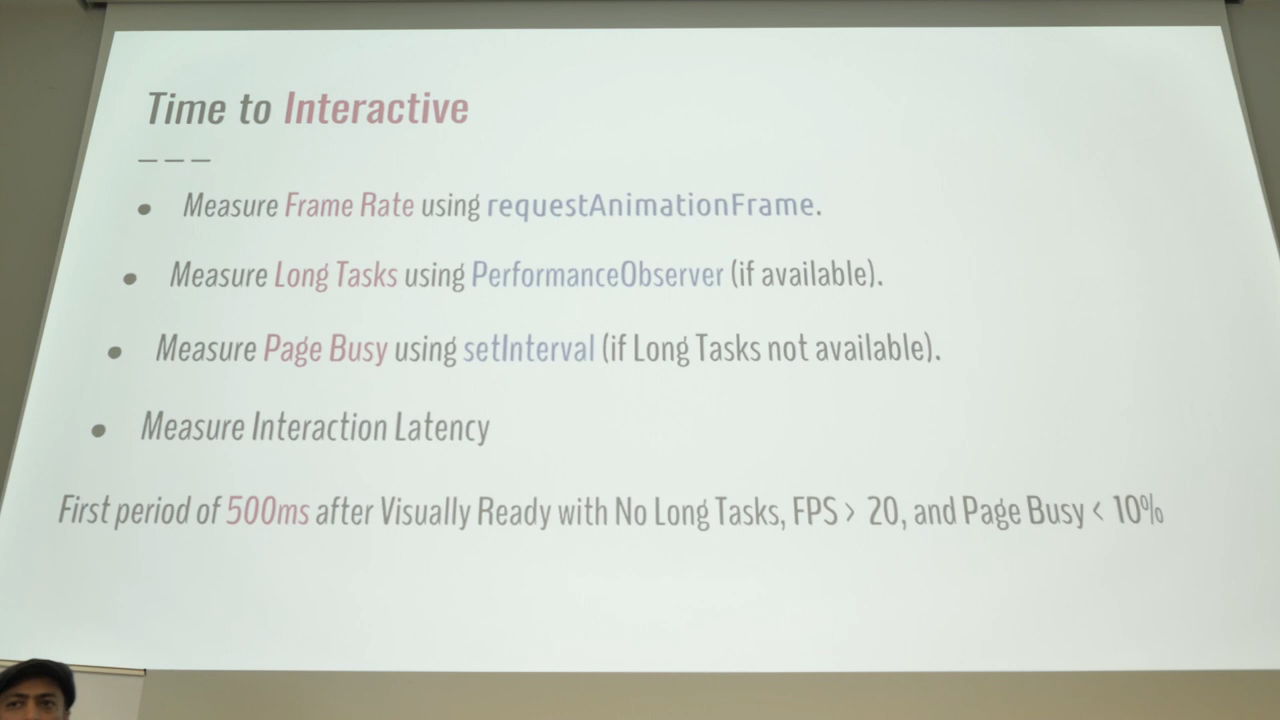 Time to Interactive
– – –
● Measure Frame Rate using requestAnimationFrame.
● Measure Long Tasks using PerformanceObserver (if available).
● Measure Page Busy using setInterval (if Long Tasks not available).
● Measure Interaction Latency
First period of 500ms after Visually Ready with No Long Tasks, FPS > 20, and Page Busy < 10%